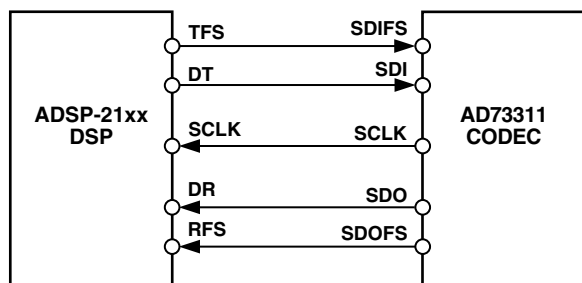 TFS SDIFS
DT SDI
ADSP-21xx
DSP
AD73311
CODEC
SCLK SCLK
DR SDO
RFS SDOFS